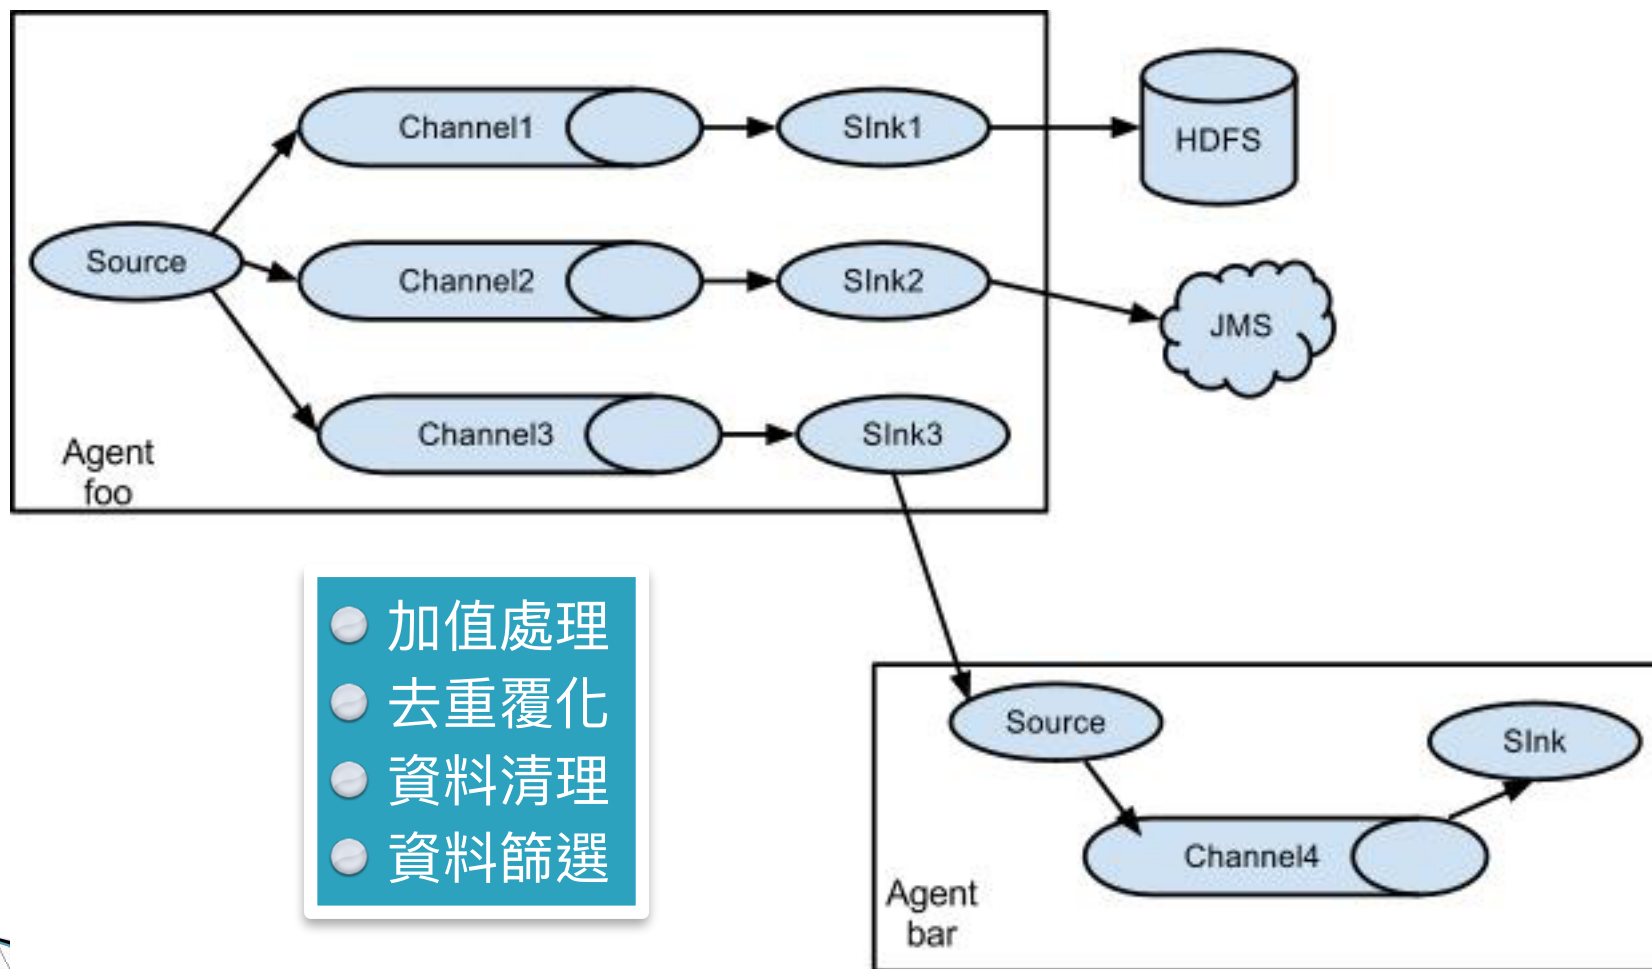 Channel1
SInk1
HDFS
Source
Channel2
SInk2
JMS
Channel3
SInk3
Agent
foo
加值處理
去重覆化
資料清理
資料篩選
Source
SInk
Channel4
Agent
bar